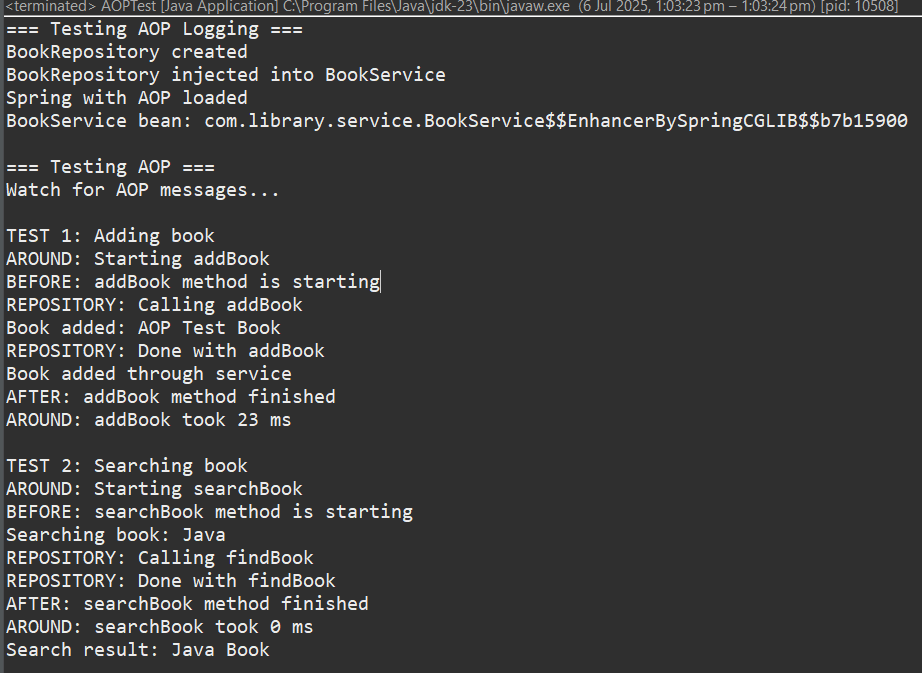 <terminated> AOPTest [Java Application] C:\Program Files\Java\jdk-23\bin\javaw.exe (6 Jul 2025, 1:03:23 pm – 1:03:24 pm) [pid: 10508]
=== Testing AOP Logging ===
BookRepository created
BookRepository injected into BookService
Spring with AOP loaded
BookService bean: com.library.service.BookService$$EnhancerBySpringCGLIB$$b7b15900
=== Testing AOP ===
Watch for AOP messages...
TEST 1: Adding book
AROUND: Starting addBook
BEFORE: addBook method is starting
REPOSITORY: Calling addBook
Book added: AOP Test Book
REPOSITORY: Done with addBook
Book added through service
AFTER: addBook method finished
AROUND: addBook took 23 ms
TEST 2: Searching book
AROUND: Starting searchBook
BEFORE: searchBook method is starting
Searching book: Java
REPOSITORY: Calling findBook
REPOSITORY: Done with findBook
AFTER: searchBook method finished
AROUND: searchBook took 0 ms
Search result: Java Book